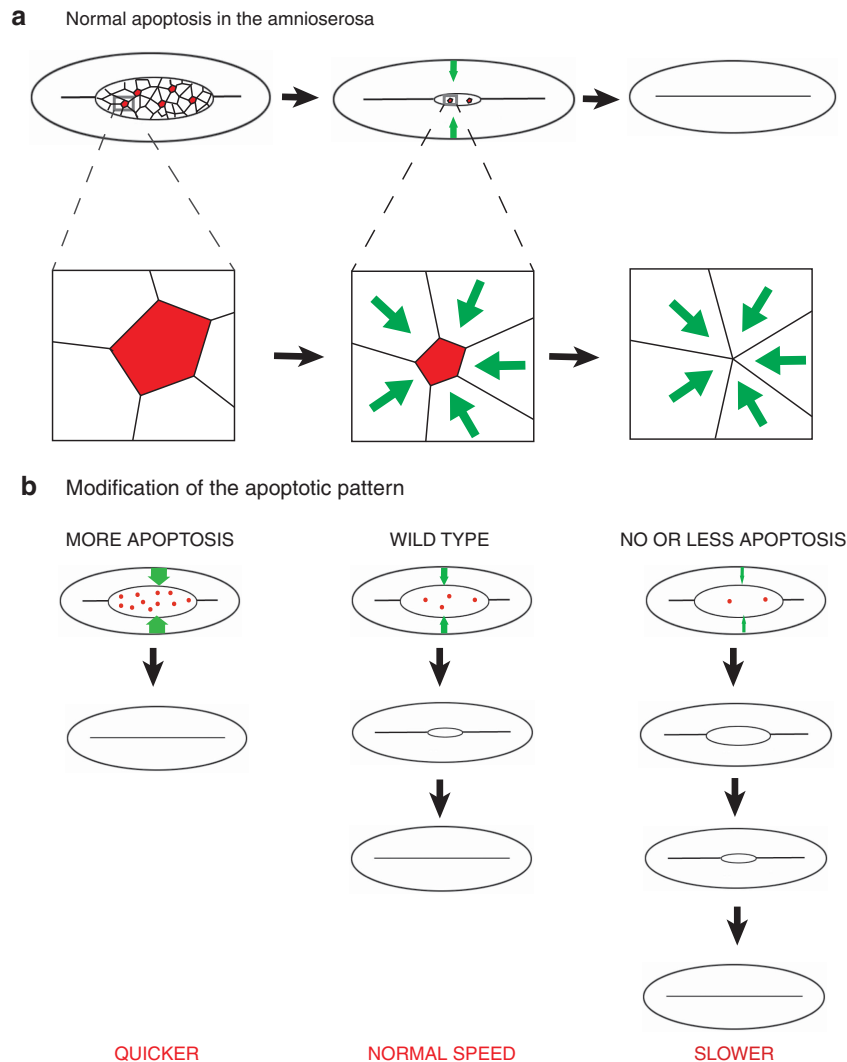 a Normal apoptosis in the amnioserosa
b Modification of the apoptotic pattern
MORE APOPTOSIS
WILD TYPE
NO OR LESS APOPTOSIS
QUICKER
NORMAL SPEED
SLOWER